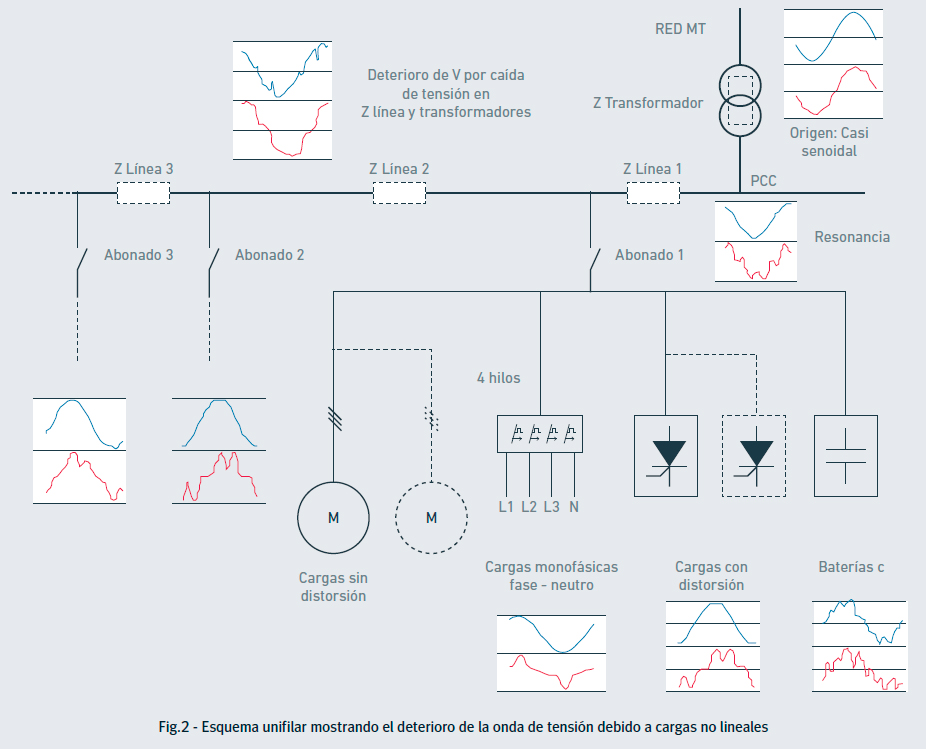 RED MT
Deterioro de V por caida
de tensión en
Z línea y transformadores
Z Transformador
Origen: Casi
senoidal
Z Línea 3
Z Línea 2
Z Línea 1
PCC
Resonancia
Abonado 3
Abonado 2
Abonado 1
4 hilos
L1 L2 L3 N
M
M
Cargas sin
distorsión
Cargas monofásicas
fase - neutro
Cargas con
distorsión
Baterías c
Fig.2 - Esquema unifilar mostrando el deterioro de la onda de tensión debido a cargas no lineales